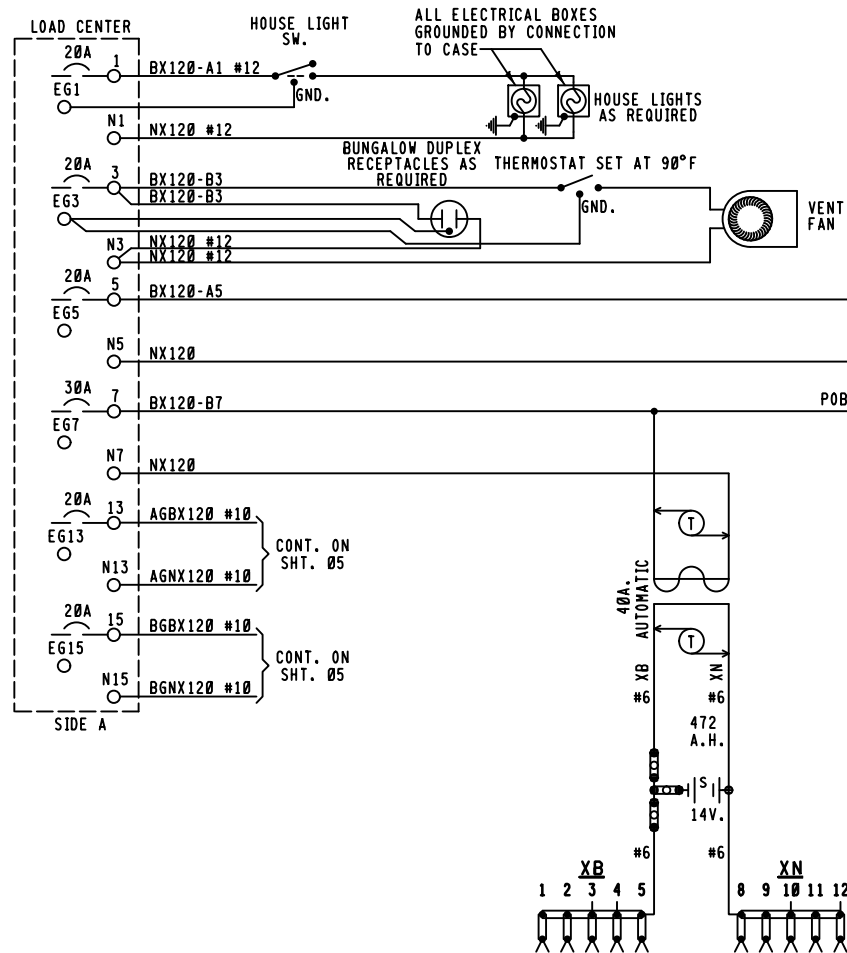 LOAD CENTER
20A
1
EG1
N1
20A
3
EG3
N3
20A
5
EG5
N5
30A
7
EG7
N7
20A
13
EG13
N13
20A
15
EG15
N15
SIDE A
HOUSE LIGHT
SW.
BX120-A1 #12
GND.
NX120 #12
ALL ELECTRICAL BOXES
GROUNDED BY CONNECTION
TO CASE
HOUSE LIGHTS
AS REQUIRED
BUNGALOW DUPLEX
RECEPTACLES AS
REQUIRED
THERMOSTAT SET AT 90°F
BX120-B3
BX120-B3
GND.
VENT
FAN
NX120 #12
NX120 #12
BX120-A5
NX120
BX120-B7
POB
NX120
AGBX120 #10
CONT. ON
SHT. 05
AGNX120 #10
BGBX120 #10
CONT. ON
SHT. 05
BGNX120 #10
T
40A.
AUTOMATIC
T
XB
XN
#6
#6
472
A.H.
S
14V.
#6
#6
XB
1 2 3 4 5
XN
8 9 10 11 12